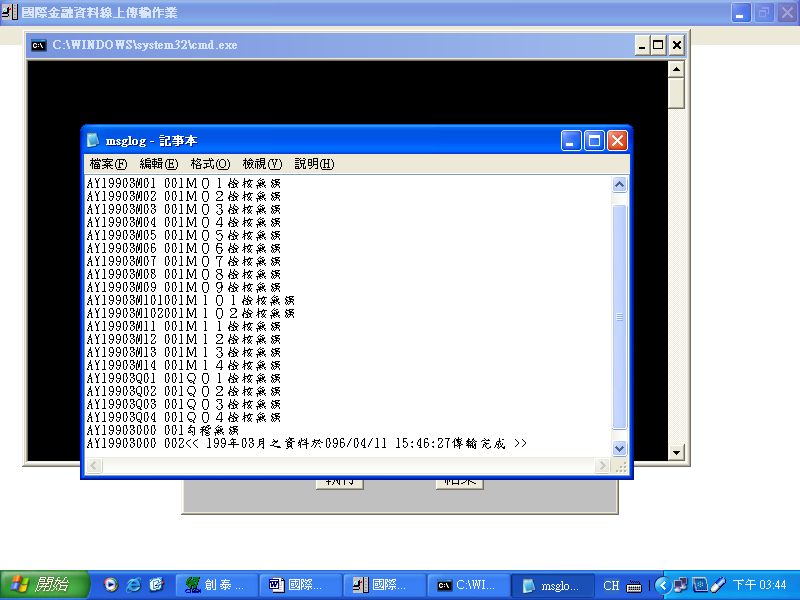 國際金融資料線上傳輸作業
C:\WINDOWS\system32\cmd.exe
msglog - 記事本
檔案(F) 編輯(E) 格式(O) 檢視(V) 說明(H)
AY19903M01 001M01檢核無誤
AY19903M02 001M02檢核無誤
AY19903M03 001M03檢核無誤
AY19903M04 001M04檢核無誤
AY19903M05 001M05檢核無誤
AY19903M06 001M06檢核無誤
AY19903M07 001M07檢核無誤
AY19903M08 001M08檢核無誤
AY19903M09 001M09檢核無誤
AY19903M101001M101檢核無誤
AY19903M102001M102檢核無誤
AY19903M11 001M11檢核無誤
AY19903M12 001M12檢核無誤
AY19903M13 001M13檢核無誤
AY19903M14 001M14檢核無誤
AY19903Q01 001Q01檢核無誤
AY19903Q02 001Q02檢核無誤
AY19903Q03 001Q03檢核無誤
AY19903Q04 001Q04檢核無誤
AY19903000 001勾稽無誤
AY19903000 002<< 199年03月之資料於096/04/11 15:46:27傳輸完成 >>
執行 結束
開始 創泰... 國際... 國際... C:\WI... msglo... CH 下午 03:44